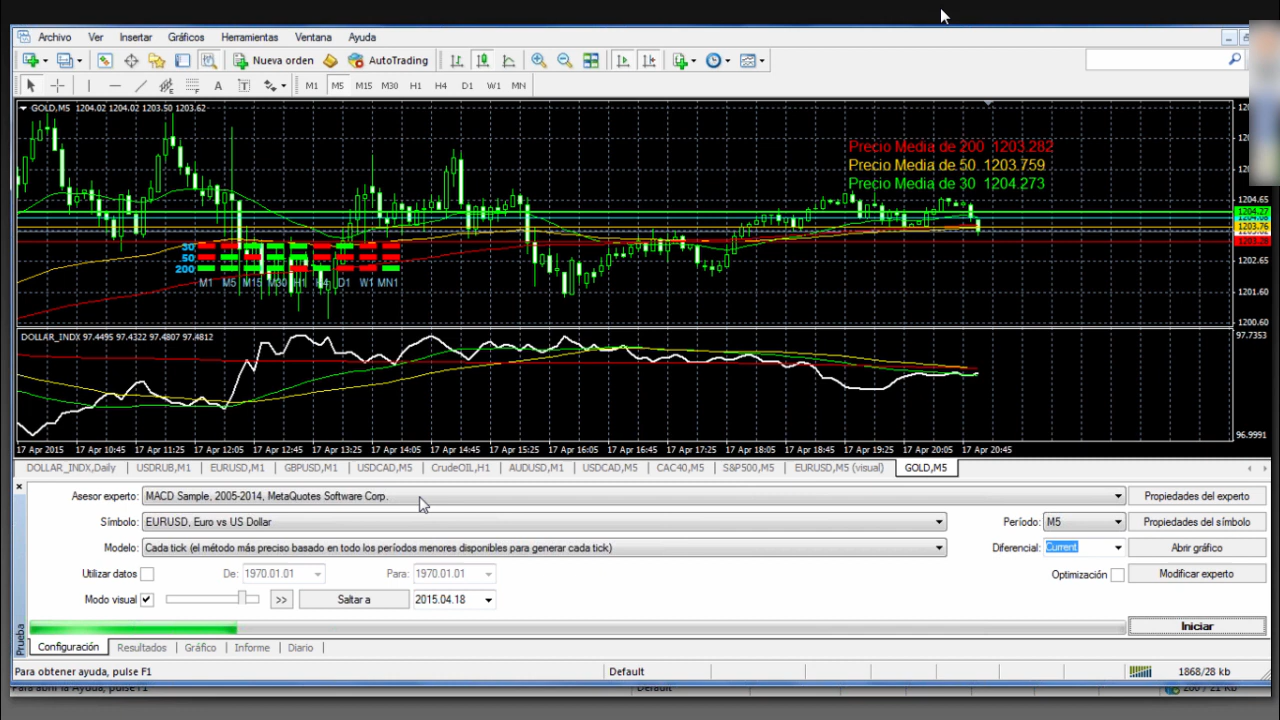 Archivo Ver Insertar Gráficos Herramientas Ventana Ayuda
Nueva orden AutoTrading
A T M1 M5 M15 M30 H1 H4 D1 W1 MN
GOLD,M5 1204.02 1204.02 1203.50 1203.62
Precio Media de 200 1203.282
Precio Media de 50 1203.759
Precio Media de 30 1204.273
1204.65
1204.27
1203.76
1203.28
1202.65
1201.60
1200.60
30
50
200
M1 M5 M15 M30 H1 H4 D1 W1 MN1
DOLLAR_INDX 97.4495 97.4322 97.4807 97.4812
97.7353
96.9991
17 Apr 2015 17 Apr 10:45 17 Apr 11:25 17 Apr 12:05 17 Apr 12:45 17 Apr 13:25 17 Apr 14:05 17 Apr 14:45 17 Apr 15:25 17 Apr 16:05 17 Apr 16:45 17 Apr 17:25 17 Apr 18:05 17 Apr 18:45 17 Apr 19:25 17 Apr 20:05 17 Apr 20:45
DOLLAR_INDX,Daily USDRUB,M1 EURUSD,M1 GBPUSD,M1 USDCAD,M5 CrudeOIL,H1 AUDUSD,M1 USDCAD,M5 CAC40,M5 S&P500,M5 EURUSD,M5 (visual) GOLD,M5
Asesor experto: MACD Sample, 2005-2014, MetaQuotes Software Corp. Propiedades del experto
Símbolo: EURUSD, Euro vs US Dollar Período: M5 Propiedades del símbolo
Modelo: Cada tick (el método más preciso basado en todo los períodos menores disponibles para generar cada tick) Diferencial: Current Abrir gráfico
Utilizar datos De: 1970.01.01 Para: 1970.01.01 Optimización Modificar experto
Modo visual >> Saltar a 2015.04.18
Iniciar
Prueba
Configuración Resultados Gráfico Informe Diario
Para obtener ayuda, pulse F1 Default 1868/28 kb
Para abrir la Ayuda, pulse F1 Default 200 / 21 Kb